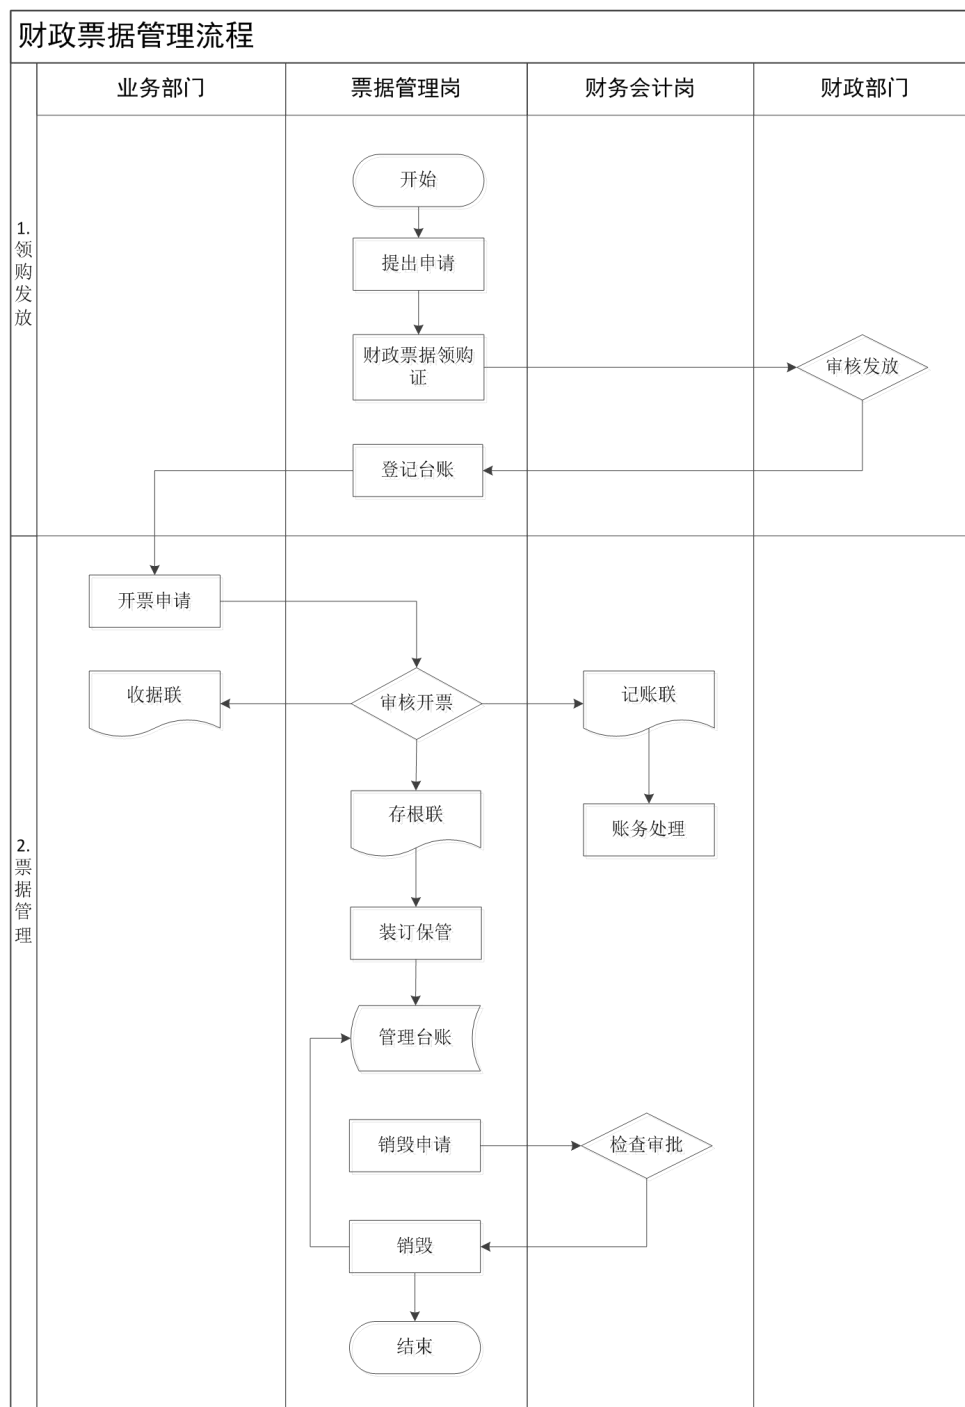 财政票据管理流程
业务部门
票据管理岗
财务会计岗
财政部门
1.
领
购
发
放
开始
提出申请
财政票据领购
证
审核发放
登记台账
2.
票
据
管
理
开票申请
收据联
审核开票
记账联
存根联
账务处理
装订保管
管理台账
销毁申请
检查审批
销毁
结束